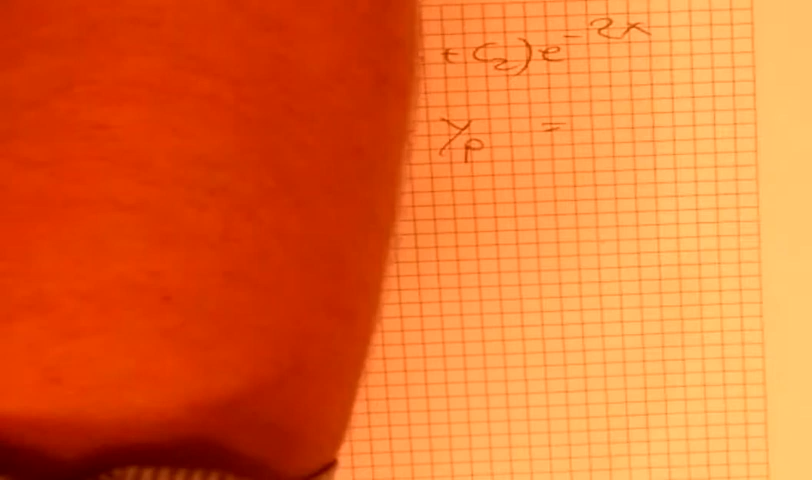 + C₂) e^{-2x}
y_p =